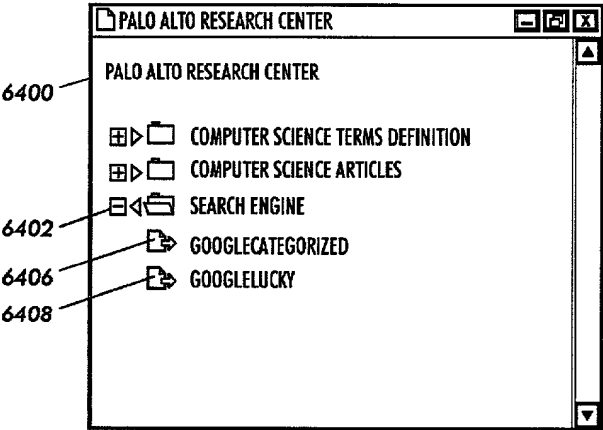 PALO ALTO RESEARCH CENTER
PALO ALTO RESEARCH CENTER
6400
COMPUTER SCIENCE TERMS DEFINITION
COMPUTER SCIENCE ARTICLES
SEARCH ENGINE
6402
GOOGLECATEGORIZED
6406
GOOGLELUCKY
6408